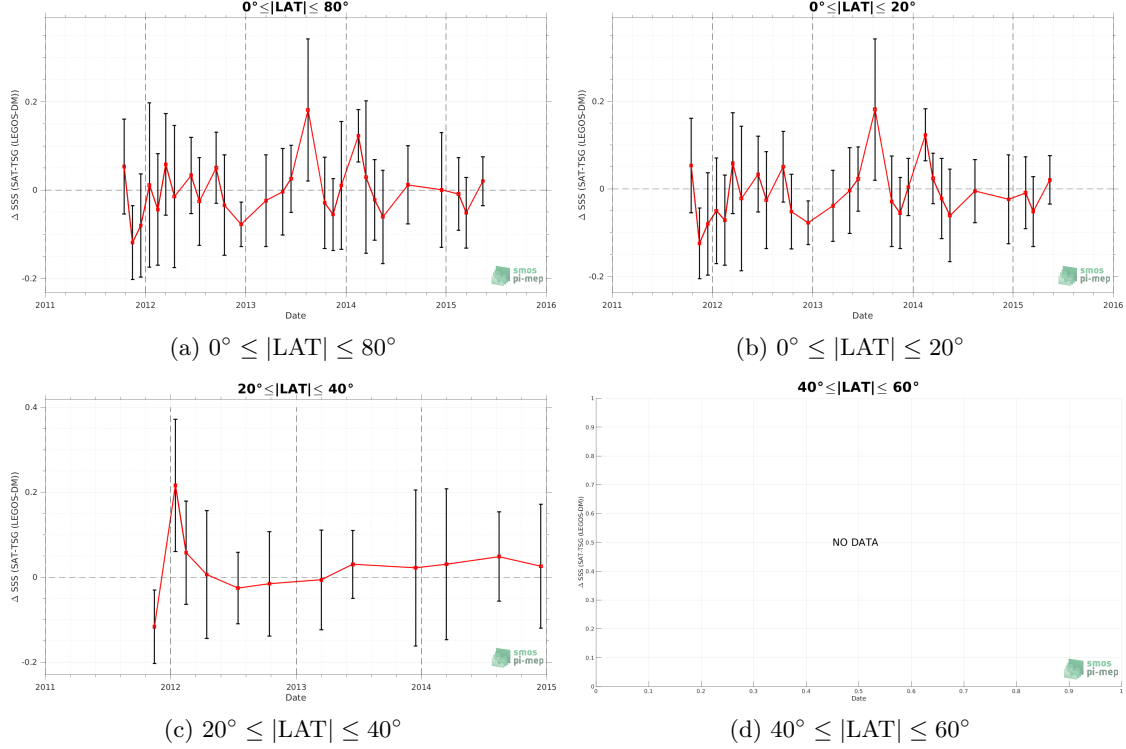 0°≤|LAT|≤ 80°
Δ SSS (SAT-TSG (LEGOS-DM))
0.2
0
-0.2
2011 2012 2013 2014 2015 2016
Date
smos
pi-mep
(a) 0° ≤ |LAT| ≤ 80°
0°≤|LAT|≤ 20°
Δ SSS (SAT-TSG (LEGOS-DM))
0.2
0
-0.2
2011 2012 2013 2014 2015 2016
Date
smos
pi-mep
(b) 0° ≤ |LAT| ≤ 20°
20°≤|LAT|≤ 40°
Δ SSS (SAT-TSG (LEGOS-DM))
0.4
0.2
0
-0.2
2011 2012 2013 2014 2015
Date
smos
pi-mep
(c) 20° ≤ |LAT| ≤ 40°
40°≤|LAT|≤ 60°
Δ SSS (SAT-TSG (LEGOS-DM))
1
0.9
0.8
0.7
0.6
0.5
0.4
0.3
0.2
0.1
0
NO DATA
0 0.1 0.2 0.3 0.4 0.5 0.6 0.7 0.8 0.9 1
Date
smos
pi-mep
(d) 40° ≤ |LAT| ≤ 60°